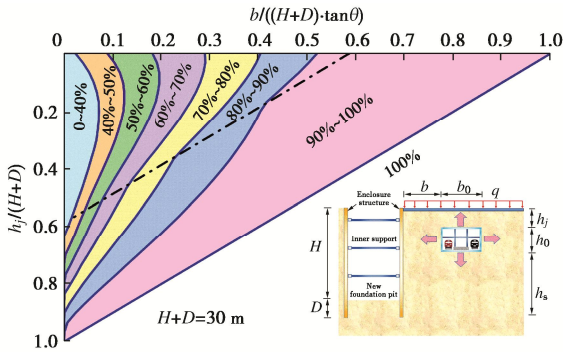 b/((H+D)·tanθ)
0 0.1 0.2 0.3 0.4 0.5 0.6 0.7 0.8 0.9 1.0
h_j/(H+D)
0.2
0.4
0.6
0.8
1.0
0~40%
40%~50%
50%~60%
60%~70%
70%~80%
80%~90%
90%~100%
100%
H+D=30 m
Enclosure
structure
b b₀ q
h_j
h₀
h_s
H
D
Inner support
New
foundation pit